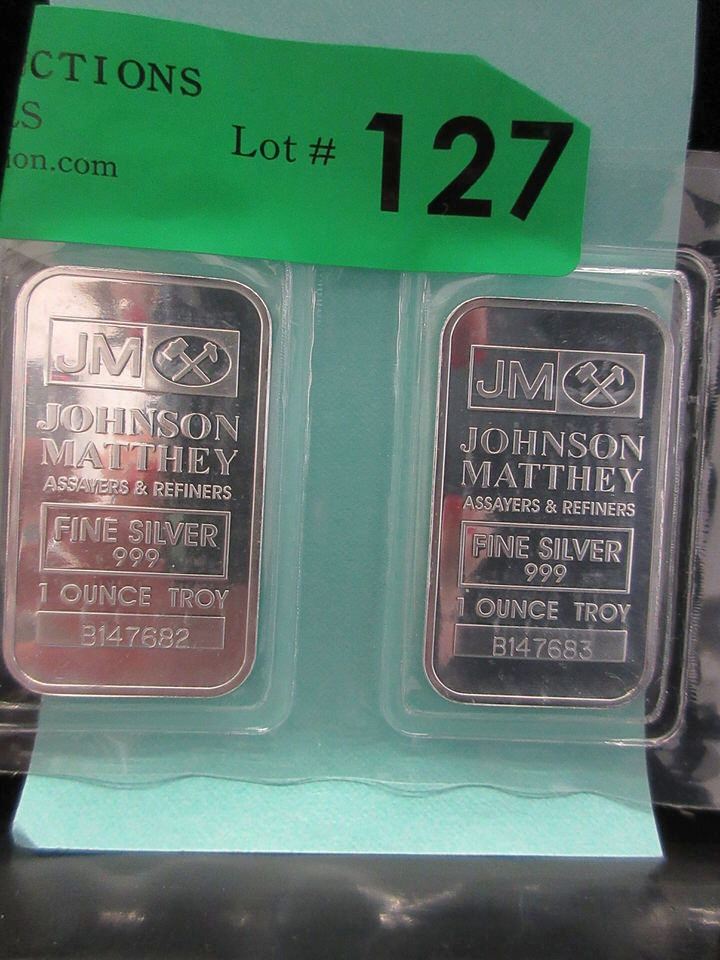 CTIONS
S
ion.com
Lot # 127
JM
JOHNSON
MATTHEY
ASSAYERS & REFINERS
FINE SILVER
999
1 OUNCE TROY
B147682
JM
JOHNSON
MATTHEY
ASSAYERS & REFINERS
FINE SILVER
999
1 OUNCE TROY
B147683